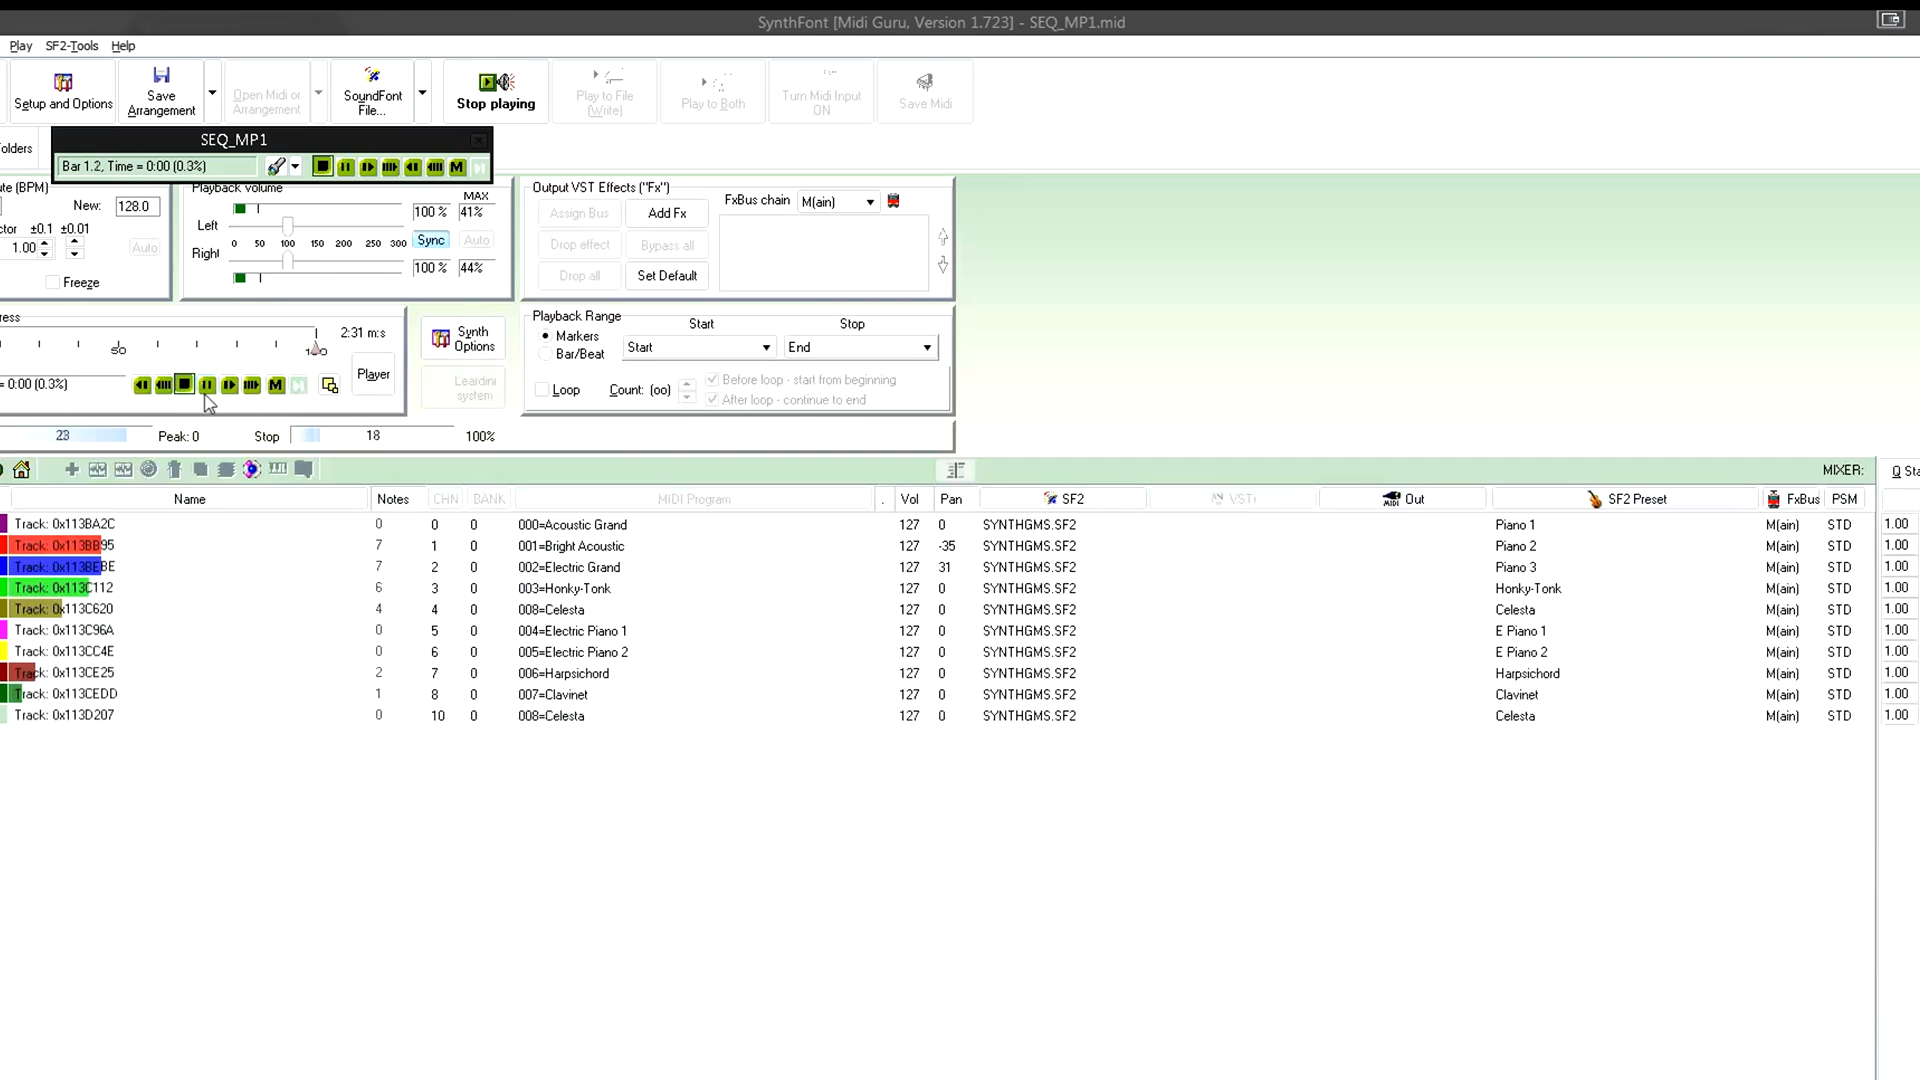 SynthFont [Midi Guru, Version 1.723] - SEQ_MP1.mid
Play SF2-Tools Help
Setup and Options
Save Arrangement
Open Midi or Arrangement
SoundFont File...
Stop playing
Play to File (Write)
Play to Both
Turn Midi Input ON
Save Midi
olders
SEQ_MP1
Bar 1.2, Time = 0:00 (0.3%)
M
ute (BPM)
New: 128.0
ctor ±0.1 ±0.01
1.00
Auto
Freeze
Playback volume
MAX
Left
100 % 41%
0 50 100 150 200 250 300
Sync Auto
Right
100 % 44%
Output VST Effects ("Fx")
Assign Bus Add Fx
Drop effect Bypass all
Drop all Set Default
FxBus chain M(ain)
ress
50 100
2:31 m:s
= 0:00 (0.3%)
M
Player
Synth Options
Leardini system
Playback Range
Start Stop
Markers
Bar/Beat
Start End
Loop Count: (oo)
Before loop - start from beginning
After loop - continue to end
23 Peak: 0 Stop 18 100%
MIXER: Q Sta
Name Notes CHN BANK MIDI Program . Vol Pan SF2 VSTi Out SF2 Preset FxBus PSM
Track: 0x113BA2C 0 0 0 000=Acoustic Grand 127 0 SYNTHGMS.SF2 Piano 1 M(ain) STD 1.00
Track: 0x113BB95 7 1 0 001=Bright Acoustic 127 -35 SYNTHGMS.SF2 Piano 2 M(ain) STD 1.00
Track: 0x113BEBE 7 2 0 002=Electric Grand 127 31 SYNTHGMS.SF2 Piano 3 M(ain) STD 1.00
Track: 0x113C112 6 3 0 003=Honky-Tonk 127 0 SYNTHGMS.SF2 Honky-Tonk M(ain) STD 1.00
Track: 0x113C620 4 4 0 008=Celesta 127 0 SYNTHGMS.SF2 Celesta M(ain) STD 1.00
Track: 0x113C96A 0 5 0 004=Electric Piano 1 127 0 SYNTHGMS.SF2 E Piano 1 M(ain) STD 1.00
Track: 0x113CC4E 0 6 0 005=Electric Piano 2 127 0 SYNTHGMS.SF2 E Piano 2 M(ain) STD 1.00
Track: 0x113CE25 2 7 0 006=Harpsichord 127 0 SYNTHGMS.SF2 Harpsichord M(ain) STD 1.00
Track: 0x113CEDD 1 8 0 007=Clavinet 127 0 SYNTHGMS.SF2 Clavinet M(ain) STD 1.00
Track: 0x113D207 0 10 0 008=Celesta 127 0 SYNTHGMS.SF2 Celesta M(ain) STD 1.00